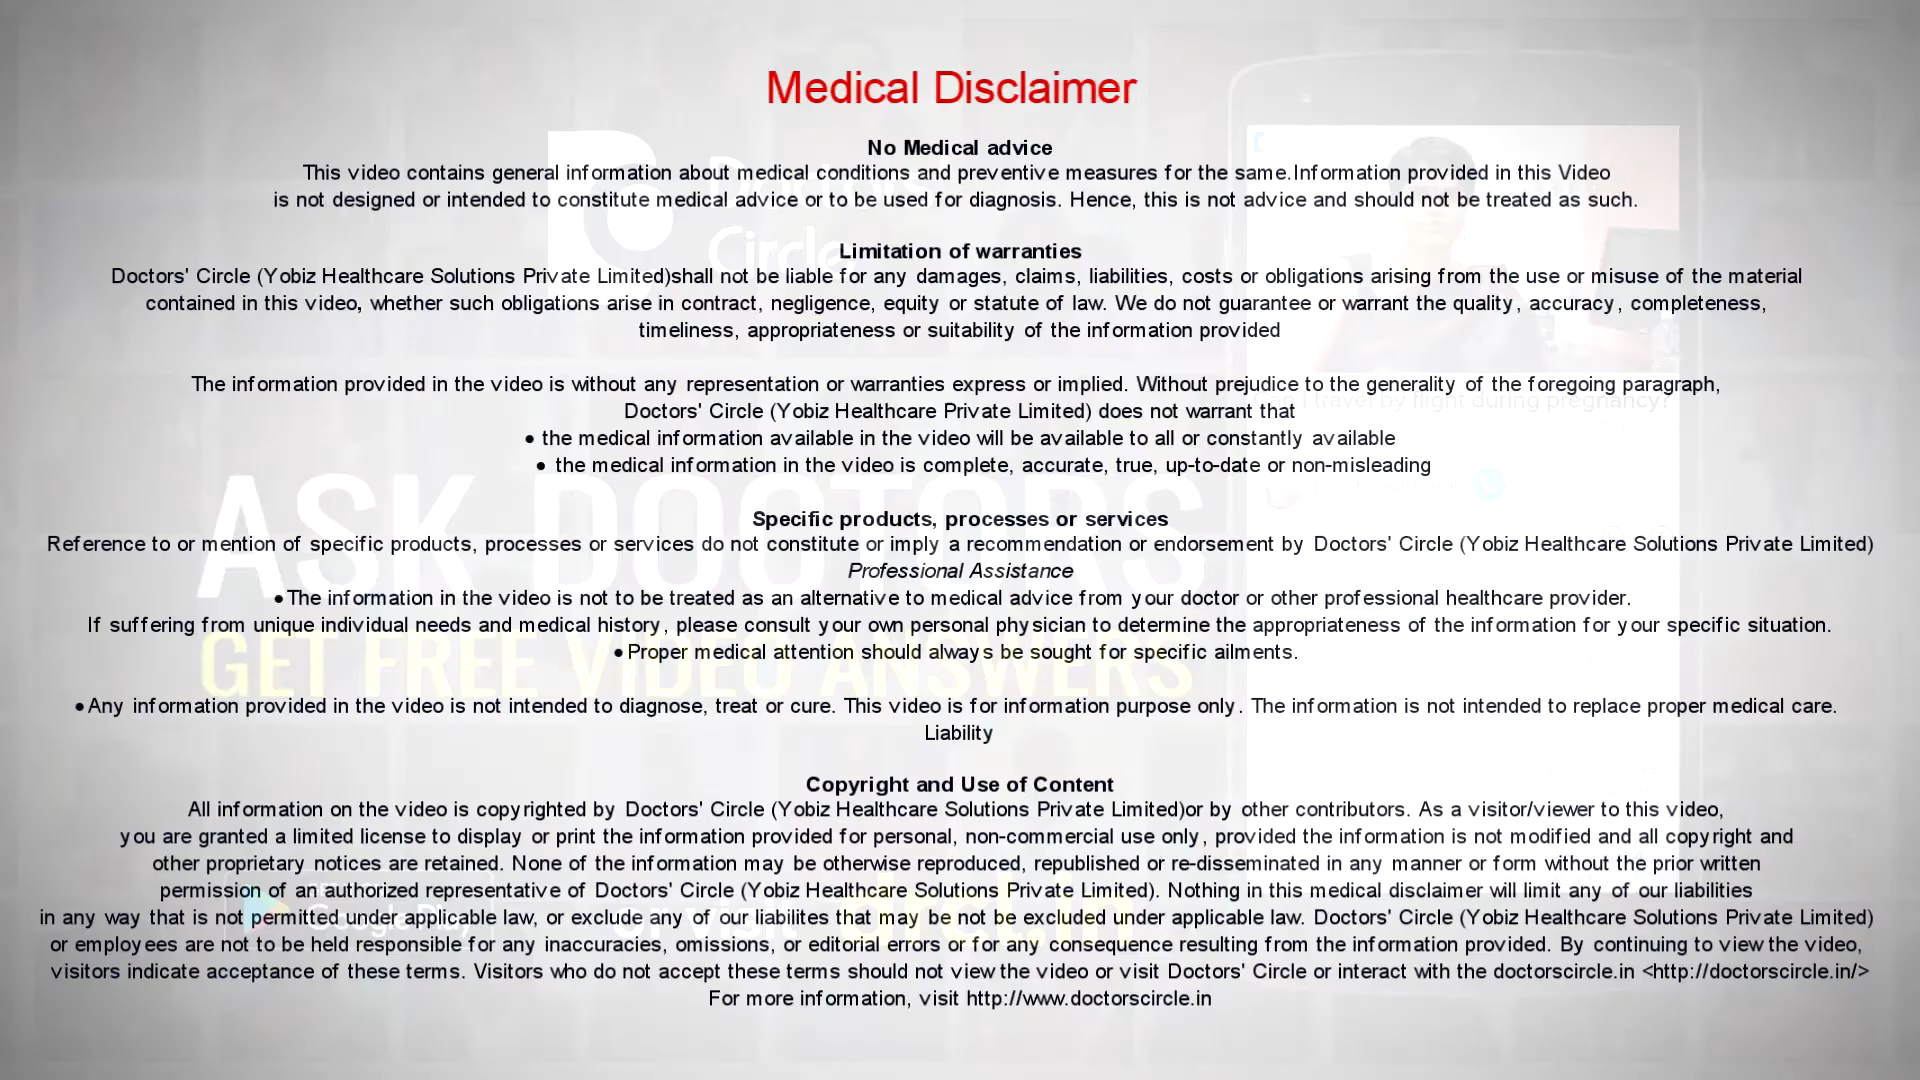 Medical Disclaimer
No Medical advice
This video contains general information about medical conditions and preventive measures for the same.Information provided in this Video
is not designed or intended to constitute medical advice or to be used for diagnosis. Hence, this is not advice and should not be treated as such.
Doctors'
Circle
Limitation of warranties
Doctors' Circle (Yobiz Healthcare Solutions Private Limited)shall not be liable for any damages, claims, liabilities, costs or obligations arising from the use or misuse of the material
contained in this video, whether such obligations arise in contract, negligence, equity or statute of law. We do not guarantee or warrant the quality, accuracy, completeness,
timeliness, appropriateness or suitability of the information provided
The information provided in the video is without any representation or warranties express or implied. Without prejudice to the generality of the foregoing paragraph,
Can I travel by flight during pregnancy?
Doctors' Circle (Yobiz Healthcare Private Limited) does not warrant that
• the medical information available in the video will be available to all or constantly available
• the medical information in the video is complete, accurate, true, up-to-date or non-misleading
ASK DOCTORS
Specific products, processes or services
Reference to or mention of specific products, processes or services do not constitute or imply a recommendation or endorsement by Doctors' Circle (Yobiz Healthcare Solutions Private Limited)
Professional Assistance
•The information in the video is not to be treated as an alternative to medical advice from your doctor or other professional healthcare provider.
If suffering from unique individual needs and medical history, please consult your own personal physician to determine the appropriateness of the information for your specific situation.
•Proper medical attention should always be sought for specific ailments.
GET FREE VIDEO ANSWERS
•Any information provided in the video is not intended to diagnose, treat or cure. This video is for information purpose only. The information is not intended to replace proper medical care.
Liability
Copyright and Use of Content
All information on the video is copyrighted by Doctors' Circle (Yobiz Healthcare Solutions Private Limited)or by other contributors. As a visitor/viewer to this video,
you are granted a limited license to display or print the information provided for personal, non-commercial use only, provided the information is not modified and all copyright and
other proprietary notices are retained. None of the information may be otherwise reproduced, republished or re-disseminated in any manner or form without the prior written
permission of an authorized representative of Doctors' Circle (Yobiz Healthcare Solutions Private Limited). Nothing in this medical disclaimer will limit any of our liabilities
in any way that is not permitted under applicable law, or exclude any of our liabilites that may be not be excluded under applicable law. Doctors' Circle (Yobiz Healthcare Solutions Private Limited)
Google Play or visit drcl.in
or employees are not to be held responsible for any inaccuracies, omissions, or editorial errors or for any consequence resulting from the information provided. By continuing to view the video,
visitors indicate acceptance of these terms. Visitors who do not accept these terms should not view the video or visit Doctors' Circle or interact with the doctorscircle.in <http://doctorscircle.in/>
For more information, visit http://www.doctorscircle.in